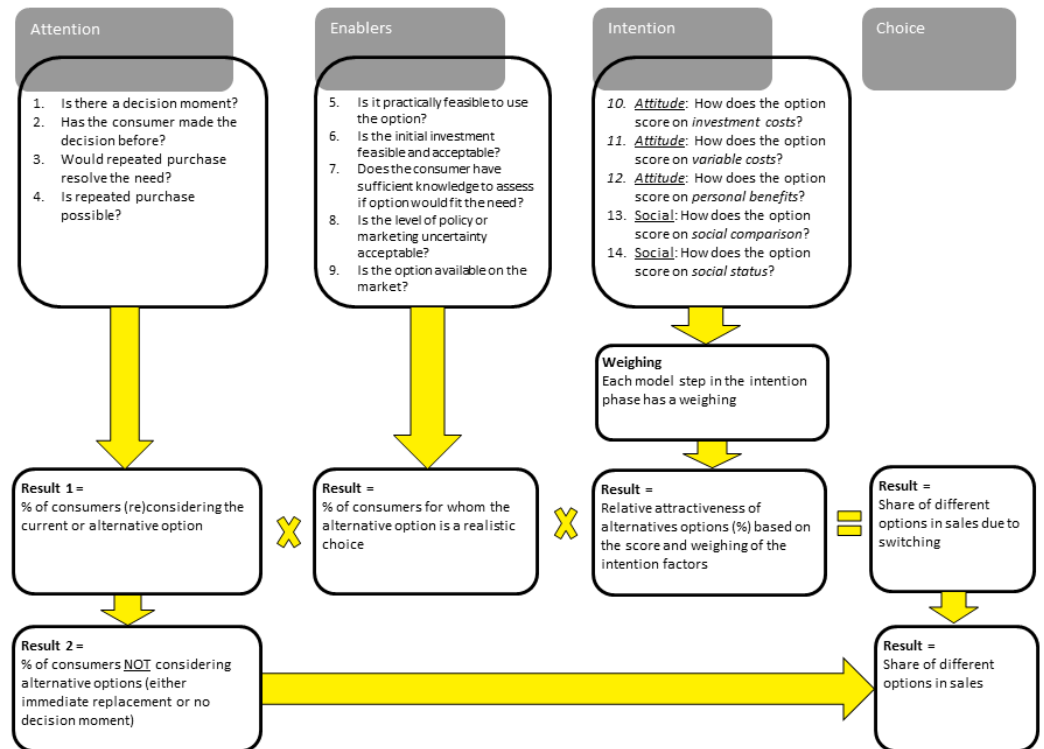 Attention
1. Is there a decision moment?
2. Has the consumer made the
decision before?
3. Would repeated purchase
resolve the need?
4. Is repeated purchase
possible?
Enablers
5. Is it practically feasible to use
the option?
6. Is the initial investment
feasible and acceptable?
7. Does the consumer have
sufficient knowledge to assess
if option would fit the need?
8. Is the level of policy or
marketing uncertainty
acceptable?
9. Is the option available on the
market?
Intention
10. Attitude: How does the option
score on investment costs?
11. Attitude: How does the option
score on variable costs?
12. Attitude: How does the option
score on personal benefits?
13. Social: How does the option
score on social comparison?
14. Social: How does the option
score on social status?
Choice
Weighing
Each model step in the intention
phase has a weighing
Result 1 =
% of consumers (re)considering the
current or alternative option
Result =
% of consumers for whom the
alternative option is a realistic
choice
Result =
Relative attractiveness of
alternatives options (%) based on
the score and weighing of the
intention factors
Result =
Share of different
options in sales due to
switching
Result 2 =
% of consumers NOT considering
alternative options (either
immediate replacement or no
decision moment)
Result =
Share of different
options in sales